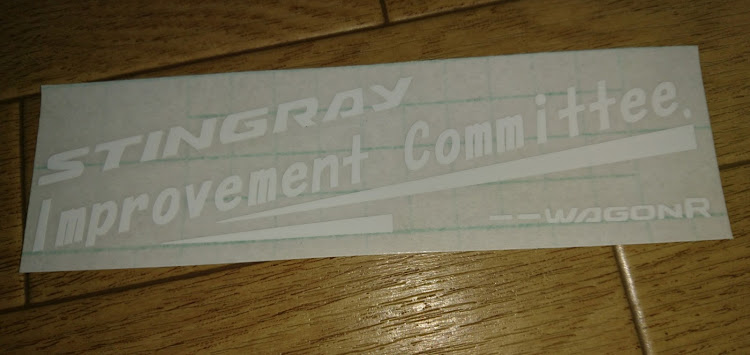 STINGRAY
Improvement Committee.
--WAGONR